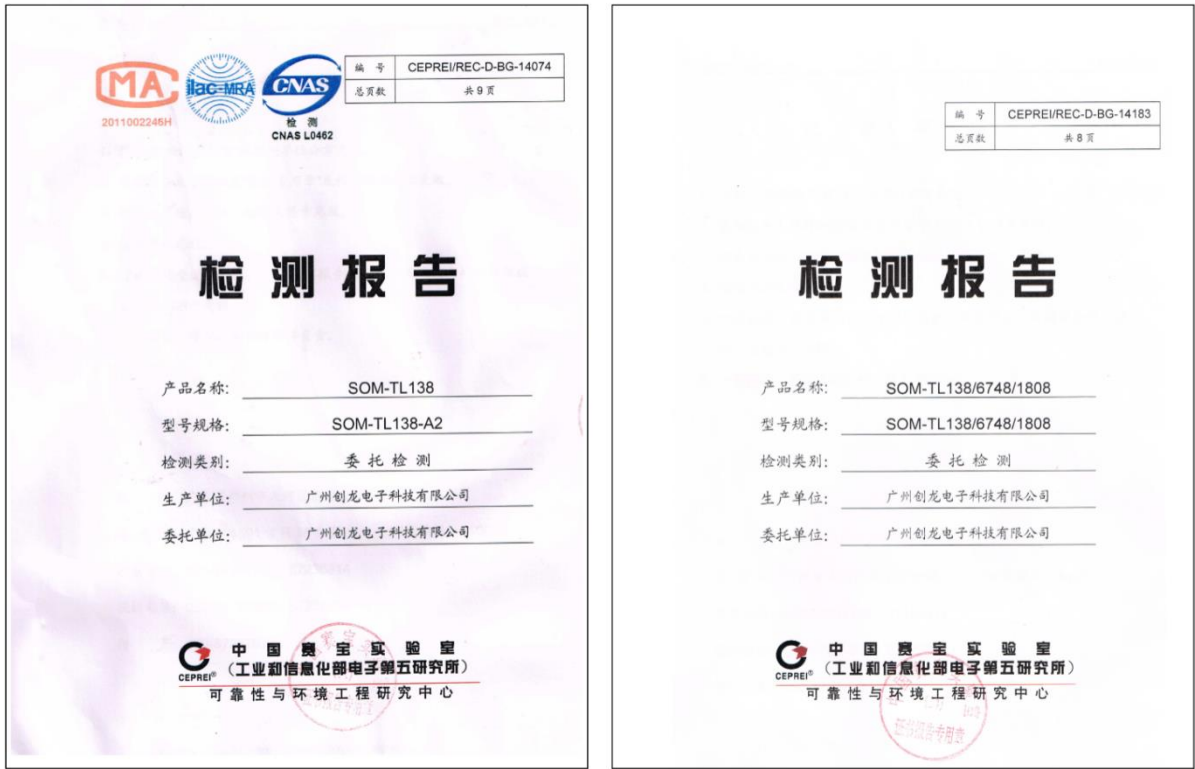 MA
ilac-MRA
CNAS
2011002245H
检 测
CNAS L0462
编 号 CEPREI/REC-D-BG-14074
总页数 共 9 页
检 测 报 告
产品名称: SOM-TL138
型号规格: SOM-TL138-A2
检测类别: 委 托 检 测
生产单位: 广州创龙电子科技有限公司
委托单位: 广州创龙电子科技有限公司
CEPREI®
中 国 赛 宝 实 验 室
(工业和信息化部电子第五研究所)
可 靠 性 与 环 境 工 程 研 究 中 心
编 号 CEPREI/REC-D-BG-14183
总页数 共 8 页
检 测 报 告
产品名称: SOM-TL138/6748/1808
型号规格: SOM-TL138/6748/1808
检测类别: 委 托 检 测
生产单位: 广州创龙电子科技有限公司
委托单位: 广州创龙电子科技有限公司
CEPREI®
中 国 赛 宝 实 验 室
(工业和信息化部电子第五研究所)
可 靠 性 与 环 境 工 程 研 究 中 心